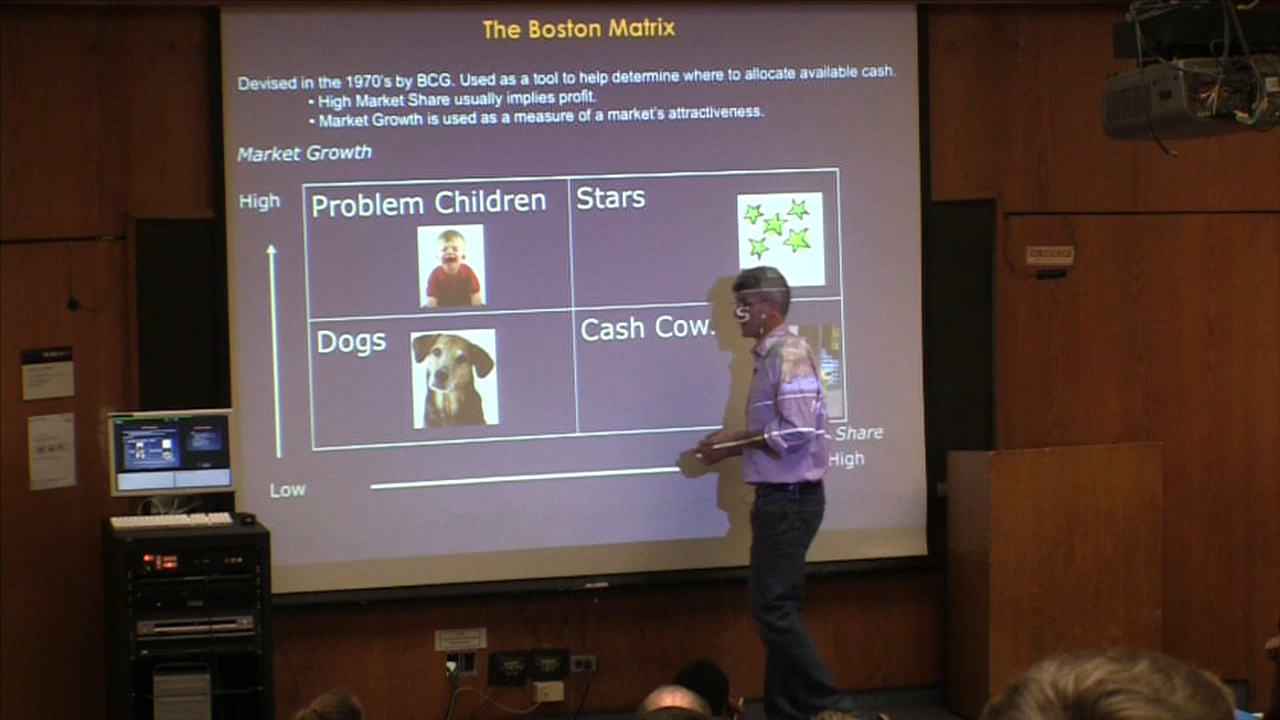 The Boston Matrix
Devised in the 1970's by BCG. Used as a tool to help determine where to allocate available cash.
• High Market Share usually implies profit.
• Market Growth is used as a measure of a market's attractiveness.
Market Growth
High
Problem Children
Stars
Dogs
Cash Cow. s
Share
High
Low